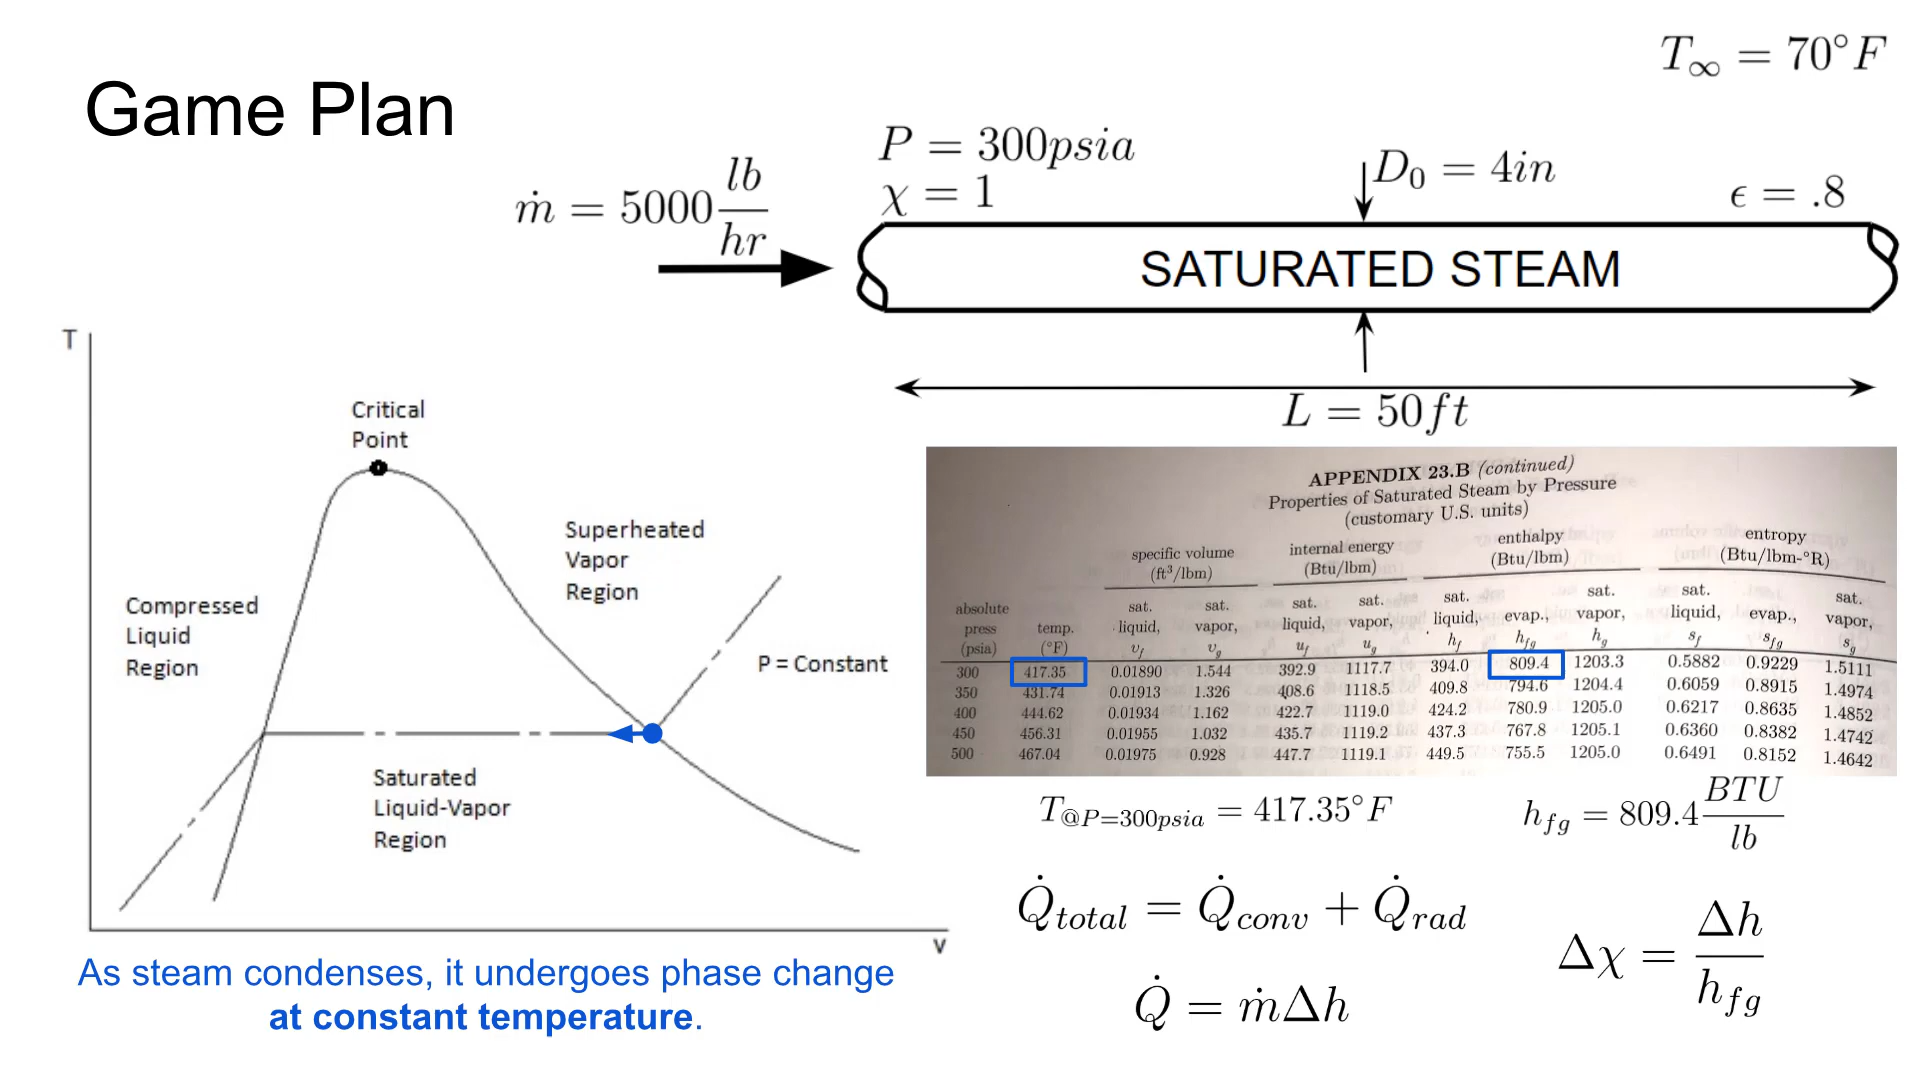 Game Plan
T∞ = 70°F
ṁ = 5000 lb/hr
P = 300psia
χ = 1
D₀ = 4in
ϵ = .8
SATURATED STEAM
L = 50ft
T
Critical
Point
Superheated
Vapor
Region
Compressed
Liquid
Region
P = Constant
Saturated
Liquid-Vapor
Region
v
As steam condenses, it undergoes phase change
at constant temperature.
APPENDIX 23.B (continued)
Properties of Saturated Steam by Pressure
(customary U.S. units)
specific volume internal energy enthalpy entropy
(ft³/lbm) (Btu/lbm) (Btu/lbm) (Btu/lbm-°R)
absolute sat. sat. sat. sat. sat. sat. sat. sat.
press temp. liquid, vapor, liquid, vapor, liquid, evap., vapor, liquid, evap., vapor,
(psia) (°F) vf vg uf ug hf hfg hg sf sfg sg
300 417.35 0.01890 1.544 392.9 1117.7 394.0 809.4 1203.3 0.5882 0.9229 1.5111
350 431.74 0.01913 1.326 408.6 1118.5 409.8 794.6 1204.4 0.6059 0.8915 1.4974
400 444.62 0.01934 1.162 422.7 1119.0 424.2 780.9 1205.0 0.6217 0.8635 1.4852
450 456.31 0.01955 1.032 435.7 1119.2 437.3 767.8 1205.1 0.6360 0.8382 1.4742
500 467.04 0.01975 0.928 447.7 1119.1 449.5 755.5 1205.0 0.6491 0.8152 1.4642
T@P=300psia = 417.35°F
hfg = 809.4 BTU/lb
Q̇total = Q̇conv + Q̇rad
Δχ = Δh/hfg
Q̇ = ṁΔh